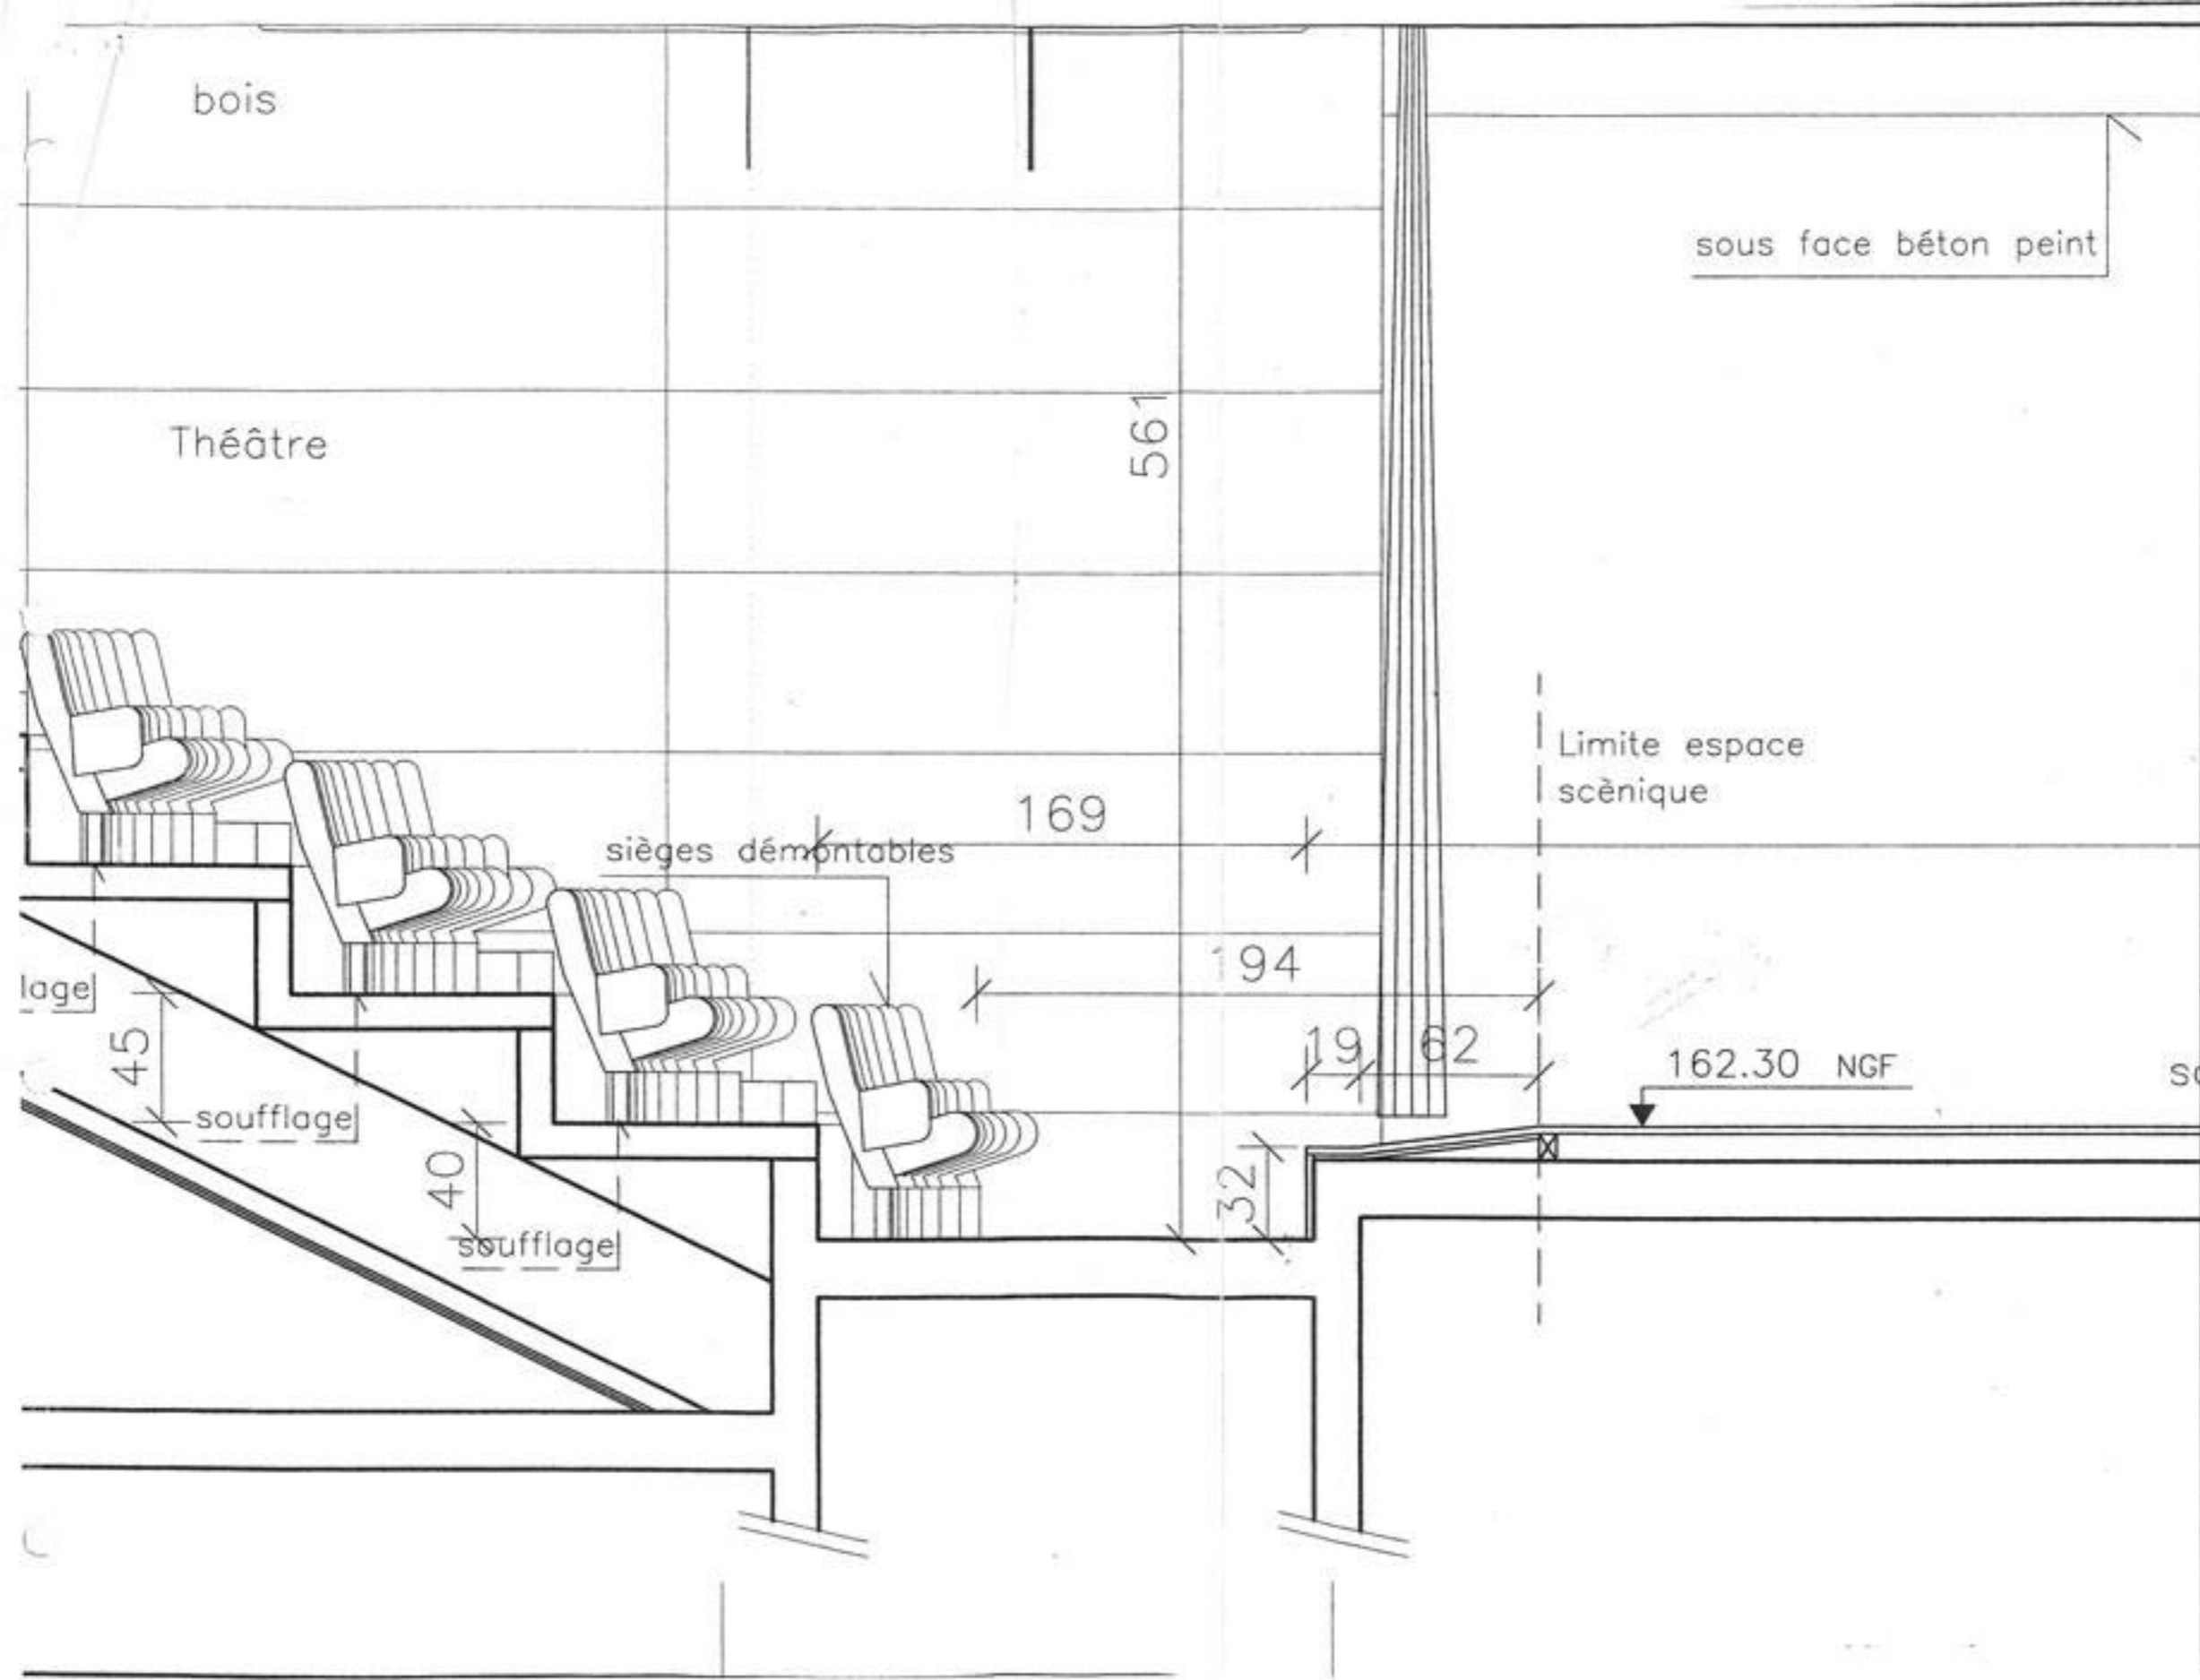 bois
sous face béton peint
Théâtre
561
Limite espace
scènique
169
sièges démontables
194
lage
45
19
62
162.30 NGF
soufflage
40
32
soufflage